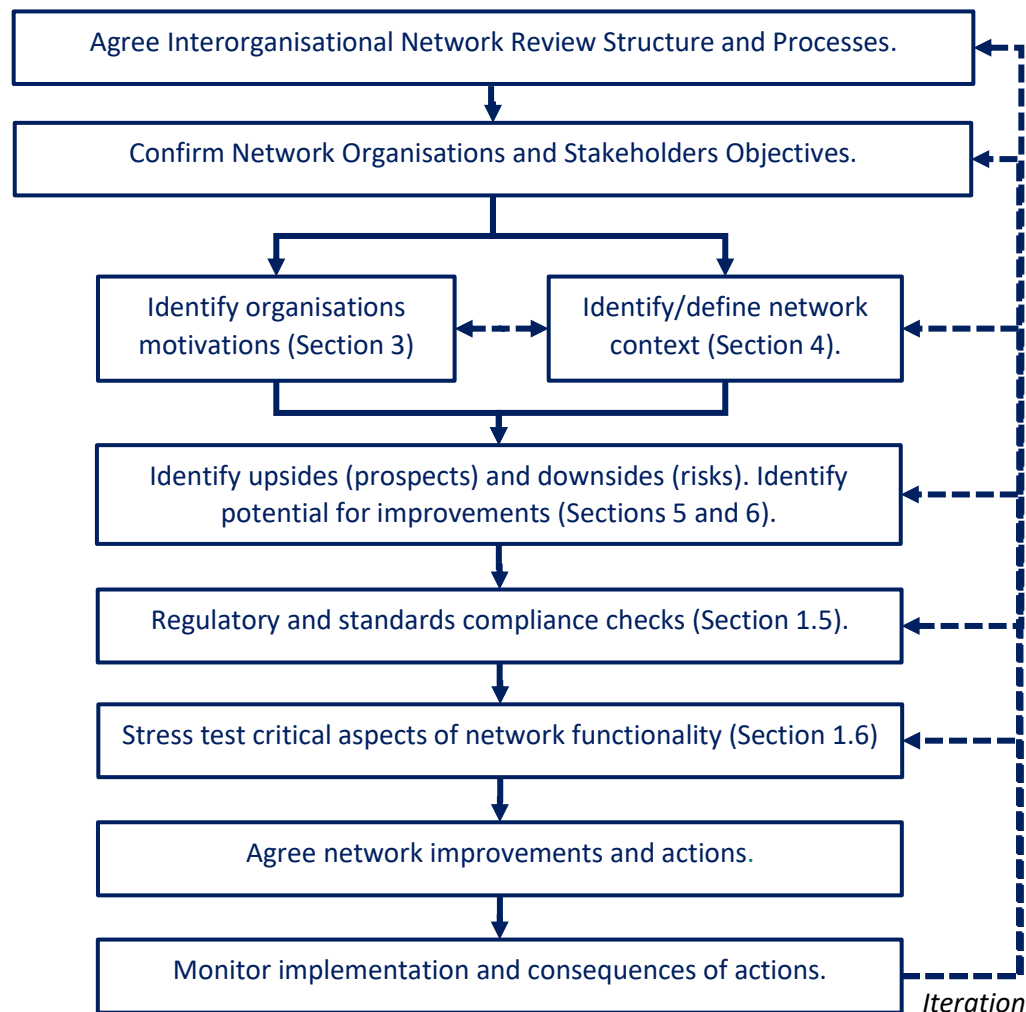 Agree Interorganisational Network Review Structure and Processes.
Confirm Network Organisations and Stakeholders Objectives.
Identify organisations
motivations (Section 3)
Identify/define network
context (Section 4).
Identify upsides (prospects) and downsides (risks). Identify
potential for improvements (Sections 5 and 6).
Regulatory and standards compliance checks (Section 1.5).
Stress test critical aspects of network functionality (Section 1.6)
Agree network improvements and actions.
Monitor implementation and consequences of actions.
Iteration